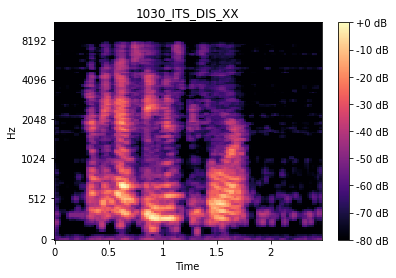 1030_ITS_DIS_XX
8192
4096
2048
1024
512
0
Hz
0
0.5
1
1.5
2
Time
+0 dB
-10 dB
-20 dB
-30 dB
-40 dB
-50 dB
-60 dB
-70 dB
-80 dB